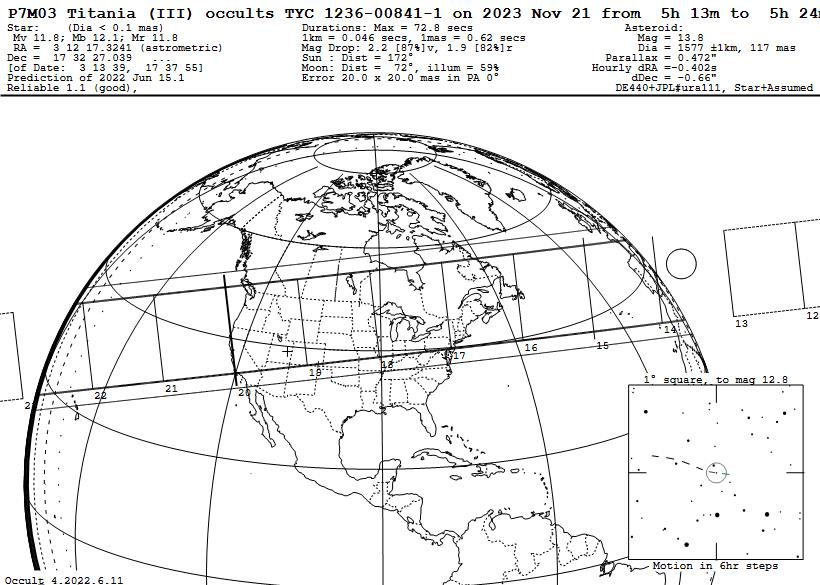 P7M03 Titania (III) occults TYC 1236-00841-1 on 2023 Nov 21 from 5h 13m to 5h 24
Star: (Dia < 0.1 mas)
Mv 11.8; Mb 12.1; Mr 11.8
RA = 3 12 17.3241 (astrometric)
Dec = 17 32 27.039 ...
[of Date: 3 13 39, 17 37 55]
Prediction of 2022 Jun 15.1
Reliable 1.1 (good),
Durations: Max = 72.8 secs
1km = 0.046 secs, 1mas = 0.62 secs
Mag Drop: 2.2 [87%]v, 1.9 [82%]r
Sun : Dist = 172°
Moon: Dist = 72°, illum = 59%
Error 20.0 x 20.0 mas in PA 0°
Asteroid:
Mag = 13.8
Dia = 1577 ±1km, 117 mas
Parallax = 0.472"
Hourly dRA =-0.402s
dDec = -0.66"
DE440+JPL#ura111, Star+Assumed
12
13
14
15
16
17
18
19
20
21
22
2
1° square, to mag 12.8
Motion in 6hr steps
Occult 4.2022.6.11